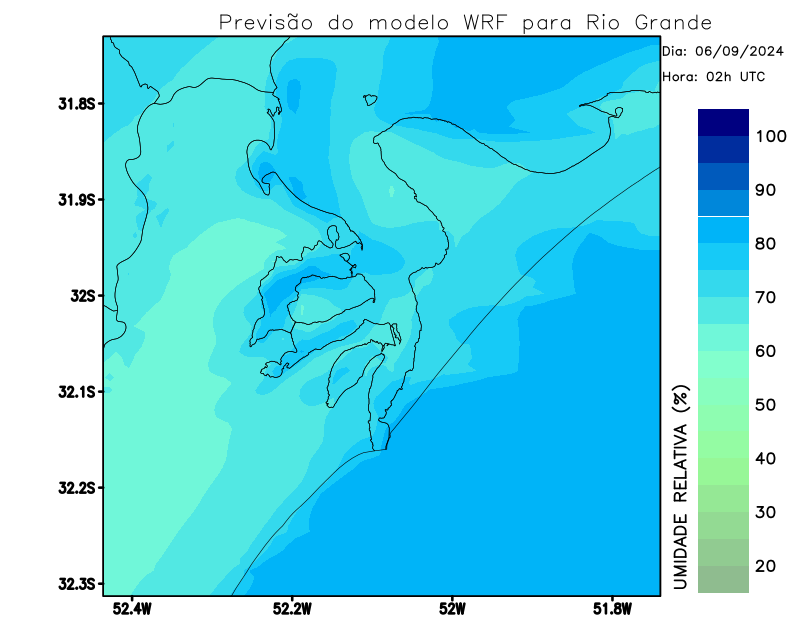 Previsão do modelo WRF para Rio Grande
Dia: 06/09/2024
Hora: 02h UTC
31.8S
31.9S
32S
32.1S
32.2S
32.3S
52.4W
52.2W
52W
51.8W
100
90
80
70
60
50
40
30
20
UMIDADE RELATIVA (%)